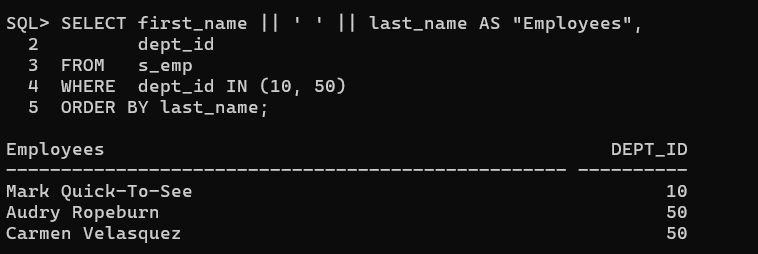 SQL> SELECT first_name || ' ' || last_name AS "Employees",
  2         dept_id
  3  FROM   s_emp
  4  WHERE  dept_id IN (10, 50)
  5  ORDER BY last_name;

Employees                                              DEPT_ID
--------------------------------------------------- ----------
Mark Quick-To-See                                           10
Audry Ropeburn                                              50
Carmen Velasquez                                            50